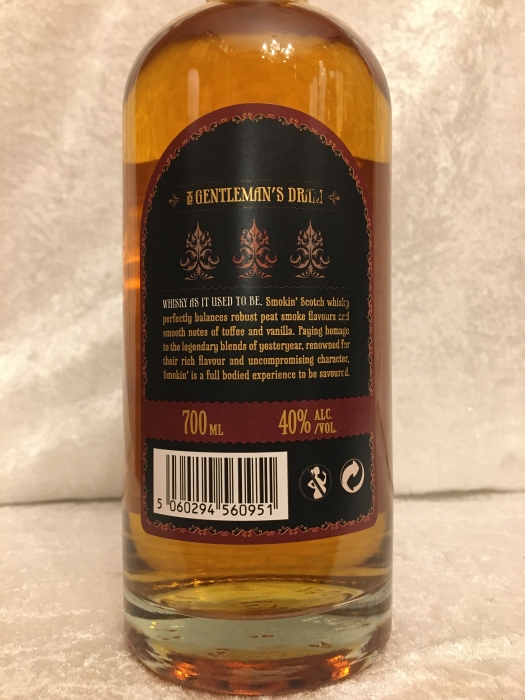 THE GENTLEMAN'S DRAM
WHISKY AS IT USED TO BE. Smokin' Scotch whisky
perfectly balances robust peat smoke flavours and
smooth notes of toffee and vanilla. Paying homage
to the legendary blends of yesteryear, renowned for
their rich flavour and uncompromising character,
Smokin' is a full bodied experience to be savoured.
700 ML 40% ALC. /VOL.
5 060294 560951